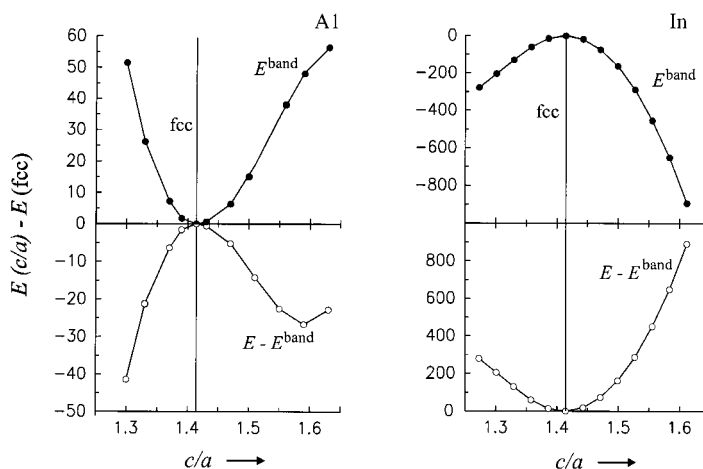 Al
In
E (c/a) - E (fcc)
60
50
40
30
20
10
0
−10
−20
−30
−40
−50
E^band
fcc
E - E^band
1.3 1.4 1.5 1.6
c/a
0
−200
−400
−600
−800
E^band
fcc
800
600
400
200
0
E - E^band
1.3 1.4 1.5 1.6
c/a